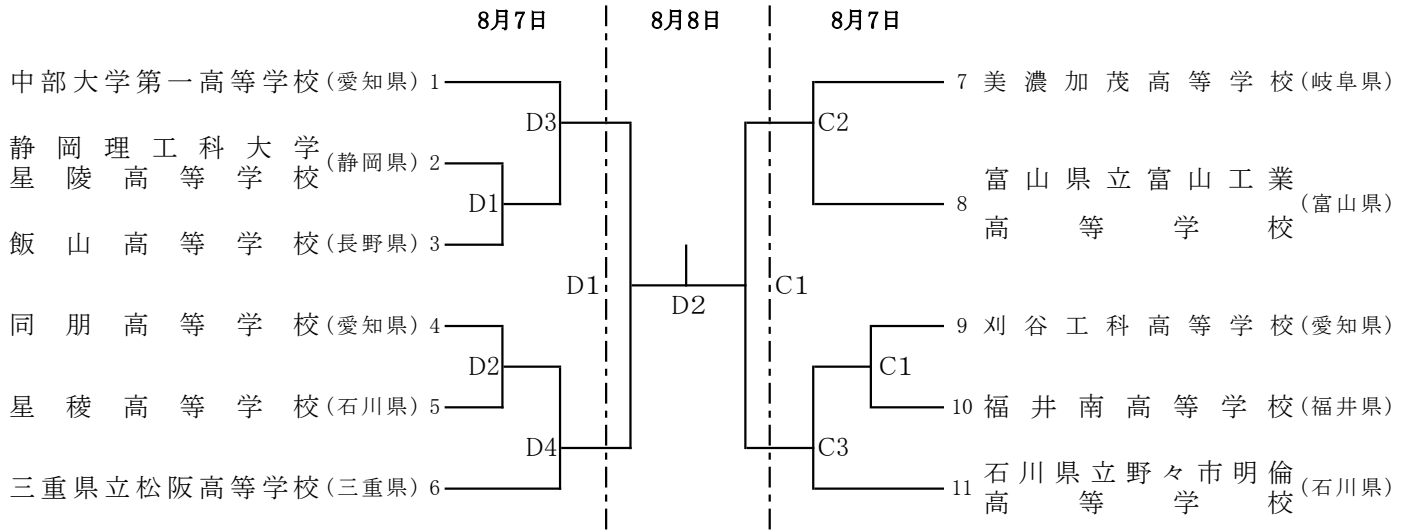 8月7日 8月8日 8月7日
中部大学第一高等学校(愛知県) 1
D3
静岡理工科大学
星陵高等学校
(静岡県) 2
D1
飯山高等学校(長野県) 3
D1
同朋高等学校(愛知県) 4
D2
星稜高等学校(石川県) 5
D4
三重県立松阪高等学校(三重県) 6
D2
7 美濃加茂高等学校(岐阜県)
C2
8 富山県立富山工業
高等学校
(富山県)
C1
9 刈谷工科高等学校(愛知県)
C1
10 福井南高等学校(福井県)
C3
11 石川県立野々市明倫
高等学校
(石川県)